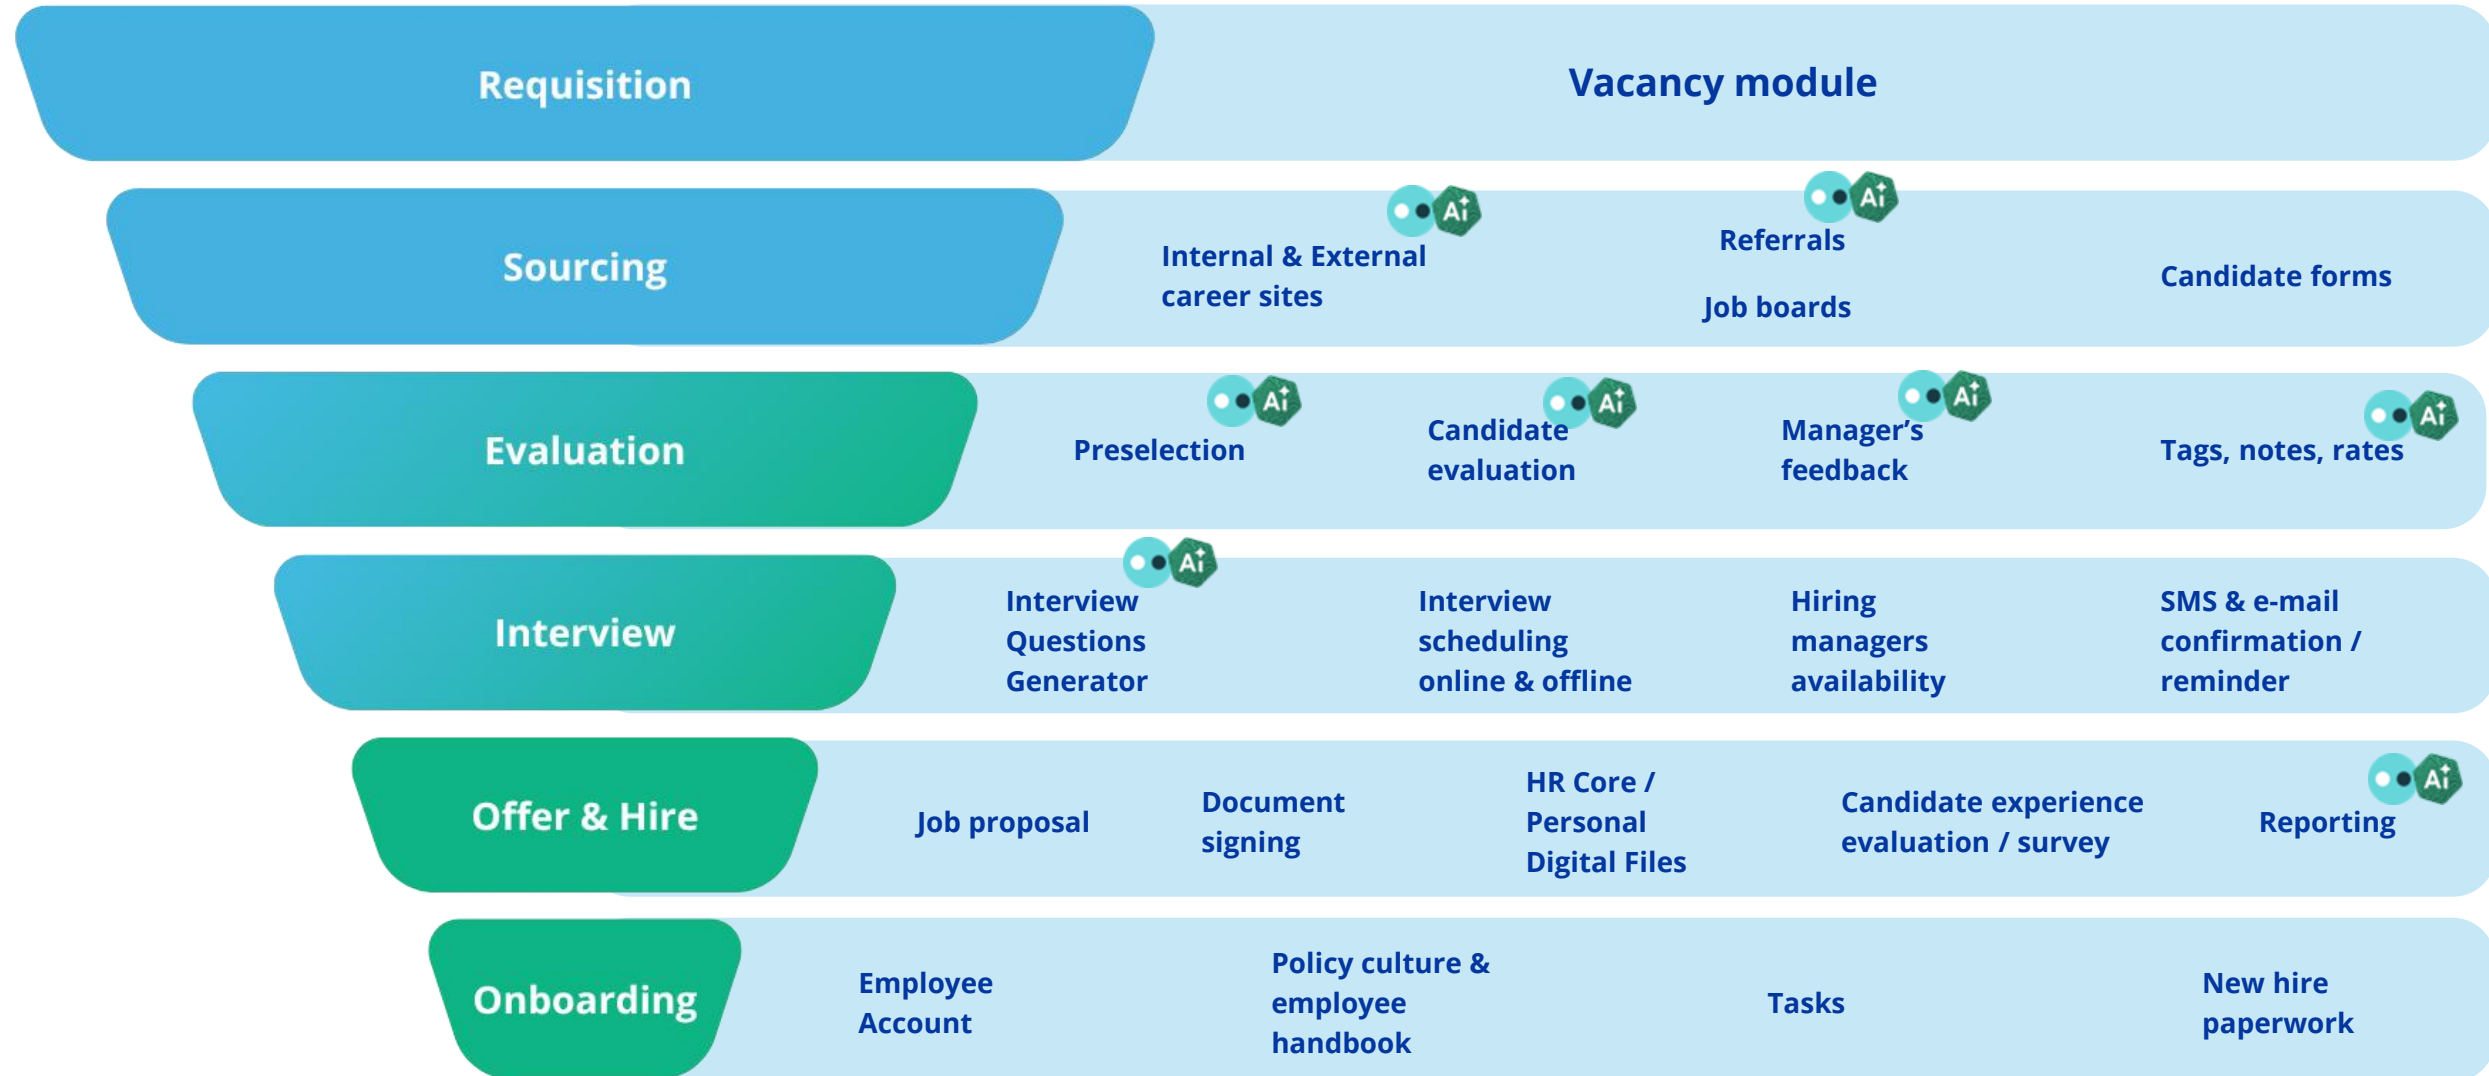 Requisition
Vacancy module
Sourcing
Ai
Internal & External
career sites
Ai
Referrals
Job boards
Candidate forms
Evaluation
Ai
Preselection
Ai
Candidate
evaluation
Ai
Manager’s
feedback
Ai
Tags, notes, rates
Interview
Ai
Interview
Questions
Generator
Interview
scheduling
online & offline
Hiring
managers
availability
SMS & e-mail
confirmation /
reminder
Offer & Hire
Job proposal
Document
signing
HR Core /
Personal
Digital Files
Candidate experience
evaluation / survey
Ai
Reporting
Onboarding
Employee
Account
Policy culture &
employee
handbook
Tasks
New hire
paperwork